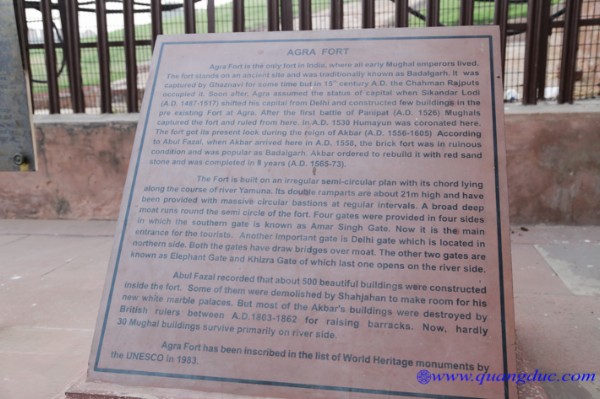 AGRA FORT
Agra Fort is the only fort in India, where all early Mughal emperors lived.
The fort stands on an ancient site and was traditionally known as Badalgarh. It was
captured by Ghaznavi for some time but in 15th century A.D. the Chahman Rajputs
occupied it. Soon after, Agra assumed the status of capital when Sikandar Lodi
(A.D. 1487-1517) shifted his capital from Delhi and constructed few buildings in the
pre existing Fort at Agra. After the first battle of Panipat (A.D. 1526) Mughals
captured the fort and ruled from here. In A.D. 1530 Humayun was coronated here.
The fort got its present look during the reign of Akbar (A.D. 1556-1605) According
to Abul Fazal, when Akbar arrived here in A.D. 1558, the brick fort was in ruinous
condition and was popular as Badalgarh. Akbar ordered to rebuild it with red sand
stone and was completed in 8 years (A.D. 1565-73).
The Fort is built on an irregular semi-circular plan with its chord lying
along the course of river Yamuna. Its double ramparts are about 21m high and have
been provided with massive circular bastions at regular intervals. A broad deep
moat runs round the semi circle of the fort. Four gates were provided in four sides
in which the southern gate is known as Amar Singh Gate. Now it is the main
entrance for the tourists. Another important gate is Delhi gate which is located in
northern side. Both the gates have draw bridges over moat. The other two gates are
known as Elephant Gate and Khizra Gate of which last one opens on the river side.
Abul Fazal recorded that about 500 beautiful buildings were constructed
inside the fort. Some of them were demolished by Shahjahan to make room for his
new white marble palaces. But most of the Akbar's buildings were destroyed by
British rulers between A.D.1803-1862 for raising barracks. Now, hardly
30 Mughal buildings survive primarily on river side.
Agra Fort has been inscribed in the list of World Heritage monuments by
the UNESCO in 1983.
www.quangduc.com